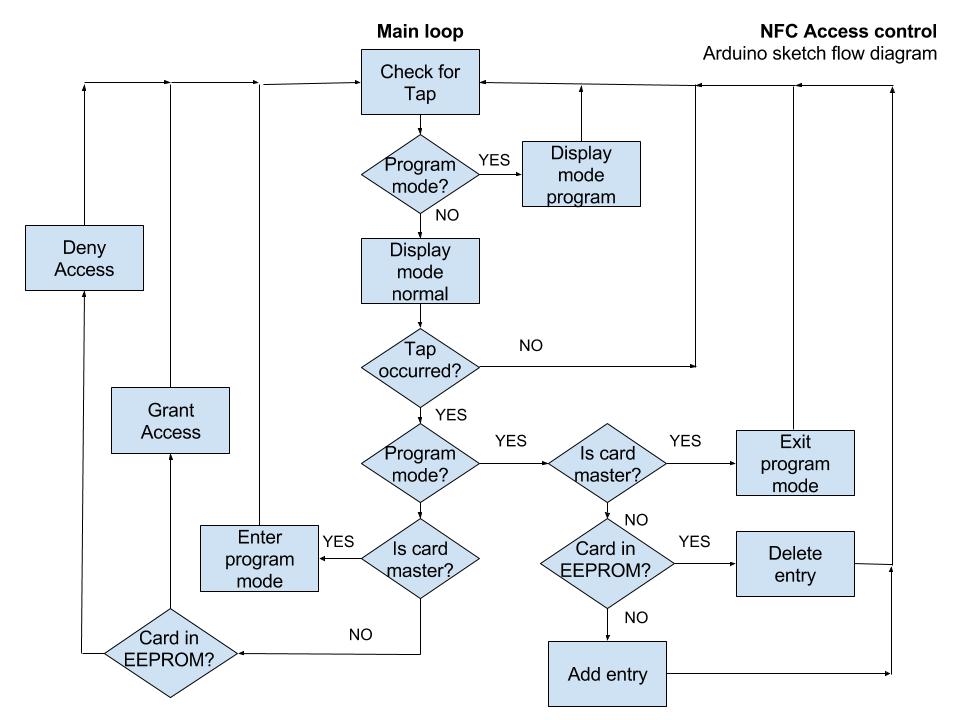 Main loop
NFC Access control
Arduino sketch flow diagram
Check for
Tap
Program
mode?
YES
Display
mode
program
NO
Display
mode
normal
Deny
Access
Tap
occurred?
NO
YES
Grant
Access
Program
mode?
YES
Is card
master?
YES
Exit
program
mode
NO
Enter
program
mode
YES
Is card
master?
Card in
EEPROM?
YES
Delete
entry
NO
NO
Card in
EEPROM?
Add entry